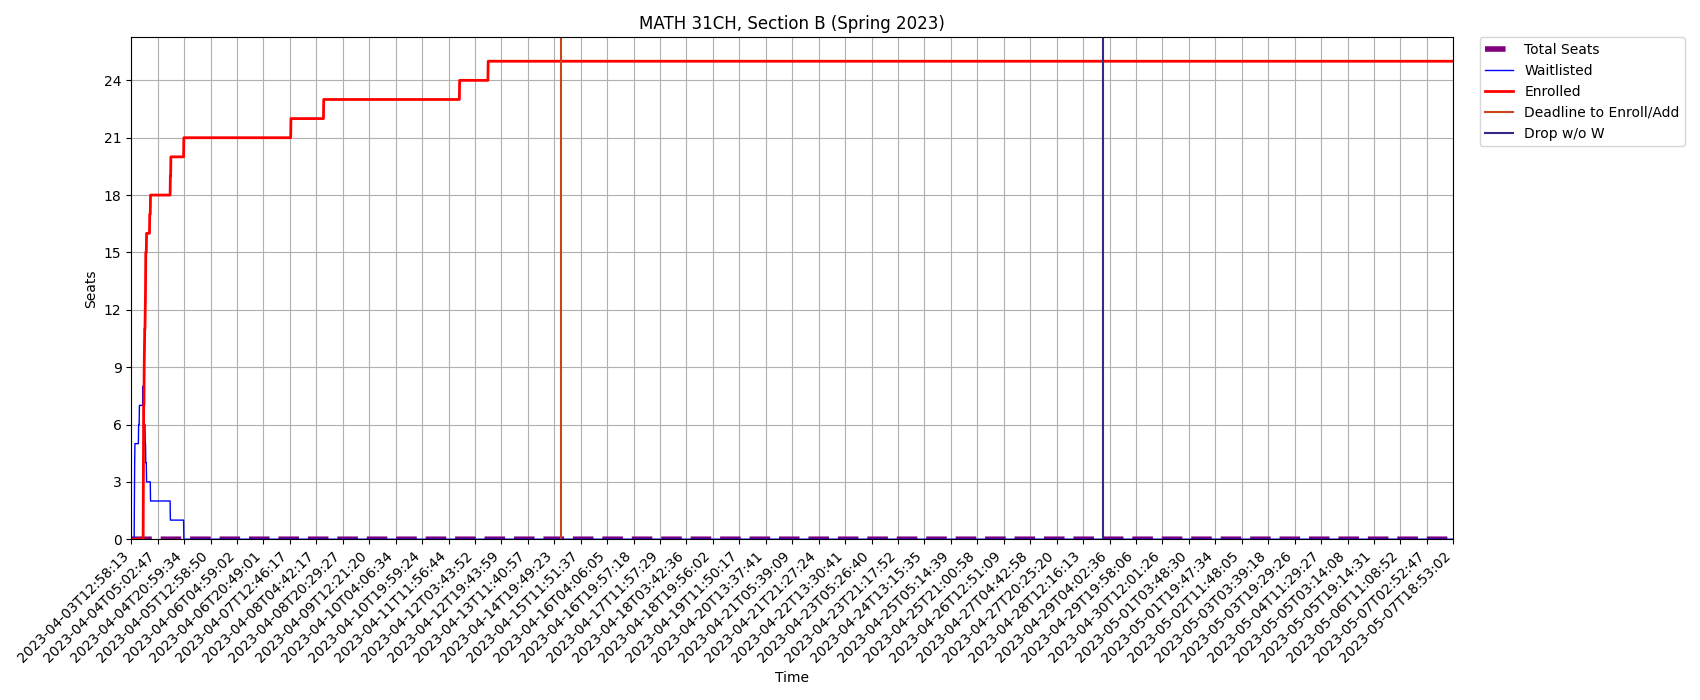 MATH 31CH, Section B (Spring 2023)
Total Seats
Waitlisted
Enrolled
Deadline to Enroll/Add
Drop w/o W
24
21
18
15
12
9
6
3
0
Seats
2023-04-03T12:58:13
2023-04-04T05:02:47
2023-04-04T20:59:34
2023-04-05T12:58:50
2023-04-06T04:59:02
2023-04-06T20:49:01
2023-04-07T12:46:17
2023-04-08T04:42:17
2023-04-08T20:29:27
2023-04-09T12:21:20
2023-04-10T04:06:34
2023-04-10T19:59:24
2023-04-11T11:56:44
2023-04-12T03:43:52
2023-04-12T19:43:59
2023-04-13T11:40:57
2023-04-14T19:49:23
2023-04-15T11:51:37
2023-04-16T04:06:05
2023-04-16T19:57:18
2023-04-17T11:57:29
2023-04-18T03:42:36
2023-04-18T19:56:02
2023-04-19T11:50:17
2023-04-20T13:37:41
2023-04-21T05:39:09
2023-04-21T21:27:24
2023-04-22T13:30:41
2023-04-23T05:26:40
2023-04-23T21:17:52
2023-04-24T13:15:35
2023-04-25T05:14:39
2023-04-25T21:00:58
2023-04-26T12:51:09
2023-04-27T04:42:58
2023-04-27T20:25:20
2023-04-28T12:16:13
2023-04-29T04:02:36
2023-04-29T19:58:06
2023-04-30T12:01:26
2023-05-01T03:48:30
2023-05-01T19:47:34
2023-05-02T11:48:05
2023-05-03T03:39:18
2023-05-03T19:29:26
2023-05-04T11:29:27
2023-05-05T03:14:08
2023-05-05T19:14:31
2023-05-06T11:08:52
2023-05-07T02:52:47
2023-05-07T18:53:02
Time